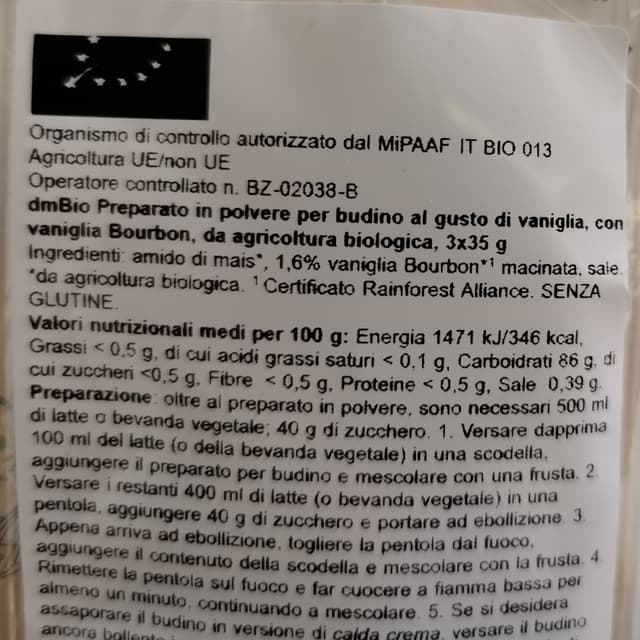 Organismo di controllo autorizzato dal MiPAAF IT BIO 013
Agricoltura UE/non UE
Operatore controllato n. BZ-02038-B
dmBio Preparato in polvere per budino al gusto di vaniglia, con
vaniglia Bourbon, da agricoltura biologica, 3x35 g
Ingredienti: amido di mais*, 1,6% vaniglia Bourbon*¹ macinata, sale.
*da agricoltura biologica. ¹ Certificato Rainforest Alliance. SENZA
GLUTINE.
Valori nutrizionali medi per 100 g: Energia 1471 kJ/346 kcal,
Grassi < 0,5 g, di cui acidi grassi saturi < 0,1 g, Carboidrati 86 g, di
cui zuccheri <0,5 g, Fibre < 0,5 g, Proteine < 0,5 g, Sale 0,39 g.
Preparazione: oltre al preparato in polvere, sono necessari 500 ml
di latte o bevanda vegetale; 40 g di zucchero. 1. Versare dapprima
100 ml del latte (o della bevanda vegetale) in una scodella,
aggiungere il preparato per budino e mescolare con una frusta. 2.
Versare i restanti 400 ml di latte (o bevanda vegetale) in una
pentola, aggiungere 40 g di zucchero e portare ad ebollizione. 3.
Appena arriva ad ebollizione, togliere la pentola dal fuoco,
aggiungere il contenuto della scodella e mescolare con la frusta. 4.
Rimettere la pentola sul fuoco e far cuocere a fiamma bassa per
almeno un minuto, continuando a mescolare. 5. Se si desidera
assaporare il budino in versione di calda crema, versare il budino
ancora bollente